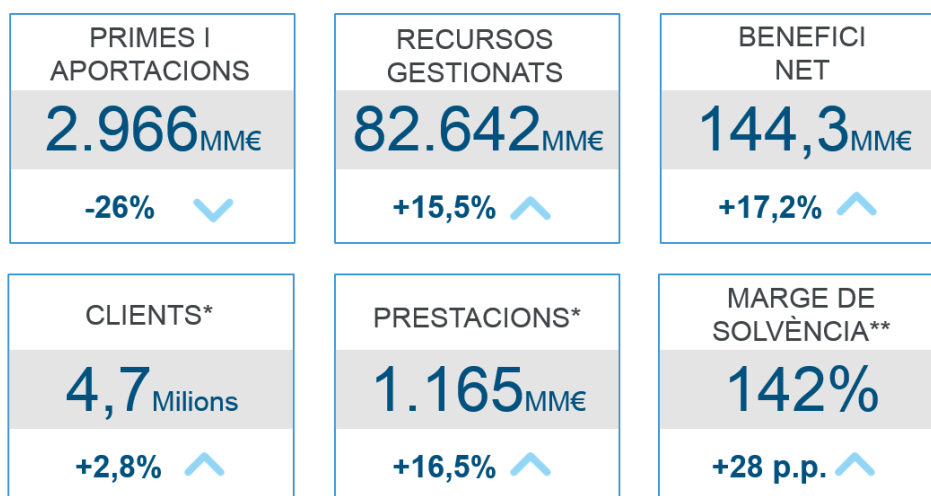 PRIMES I
APORTACIONS
2.966MM€
-26%
RECURSOS
GESTIONATS
82.642MM€
+15,5%
BENEFICI
NET
144,3MM€
+17,2%
CLIENTS*
4,7Milions
+2,8%
PRESTACIONS*
1.165MM€
+16,5%
MARGE DE
SOLVÈNCIA**
142%
+28 p.p.